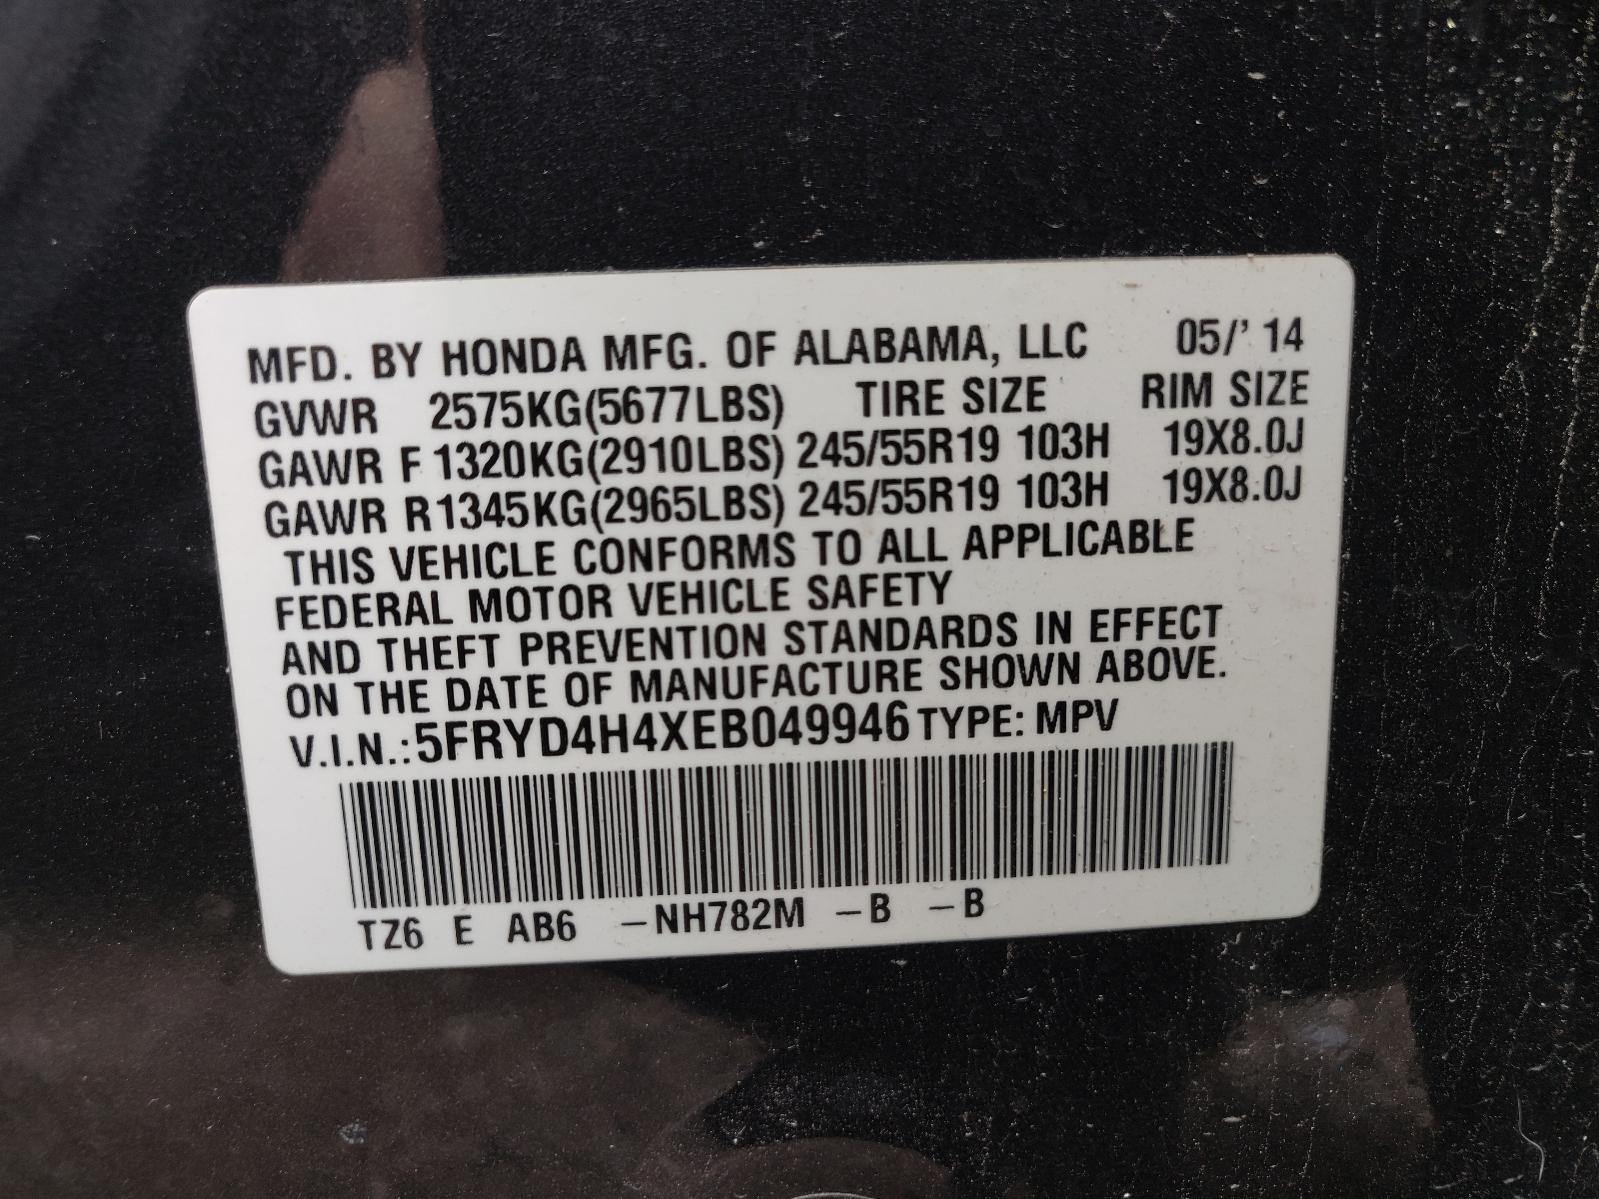 MFD. BY HONDA MFG. OF ALABAMA, LLC 05/'14
GVWR 2575KG(5677LBS) TIRE SIZE RIM SIZE
GAWR F 1320KG(2910LBS) 245/55R19 103H 19X8.0J
GAWR R1345KG(2965LBS) 245/55R19 103H 19X8.0J
THIS VEHICLE CONFORMS TO ALL APPLICABLE
FEDERAL MOTOR VEHICLE SAFETY
AND THEFT PREVENTION STANDARDS IN EFFECT
ON THE DATE OF MANUFACTURE SHOWN ABOVE.
V.I.N.:5FRYD4H4XEB049946 TYPE: MPV
TZ6 E AB6 –NH782M –B –B